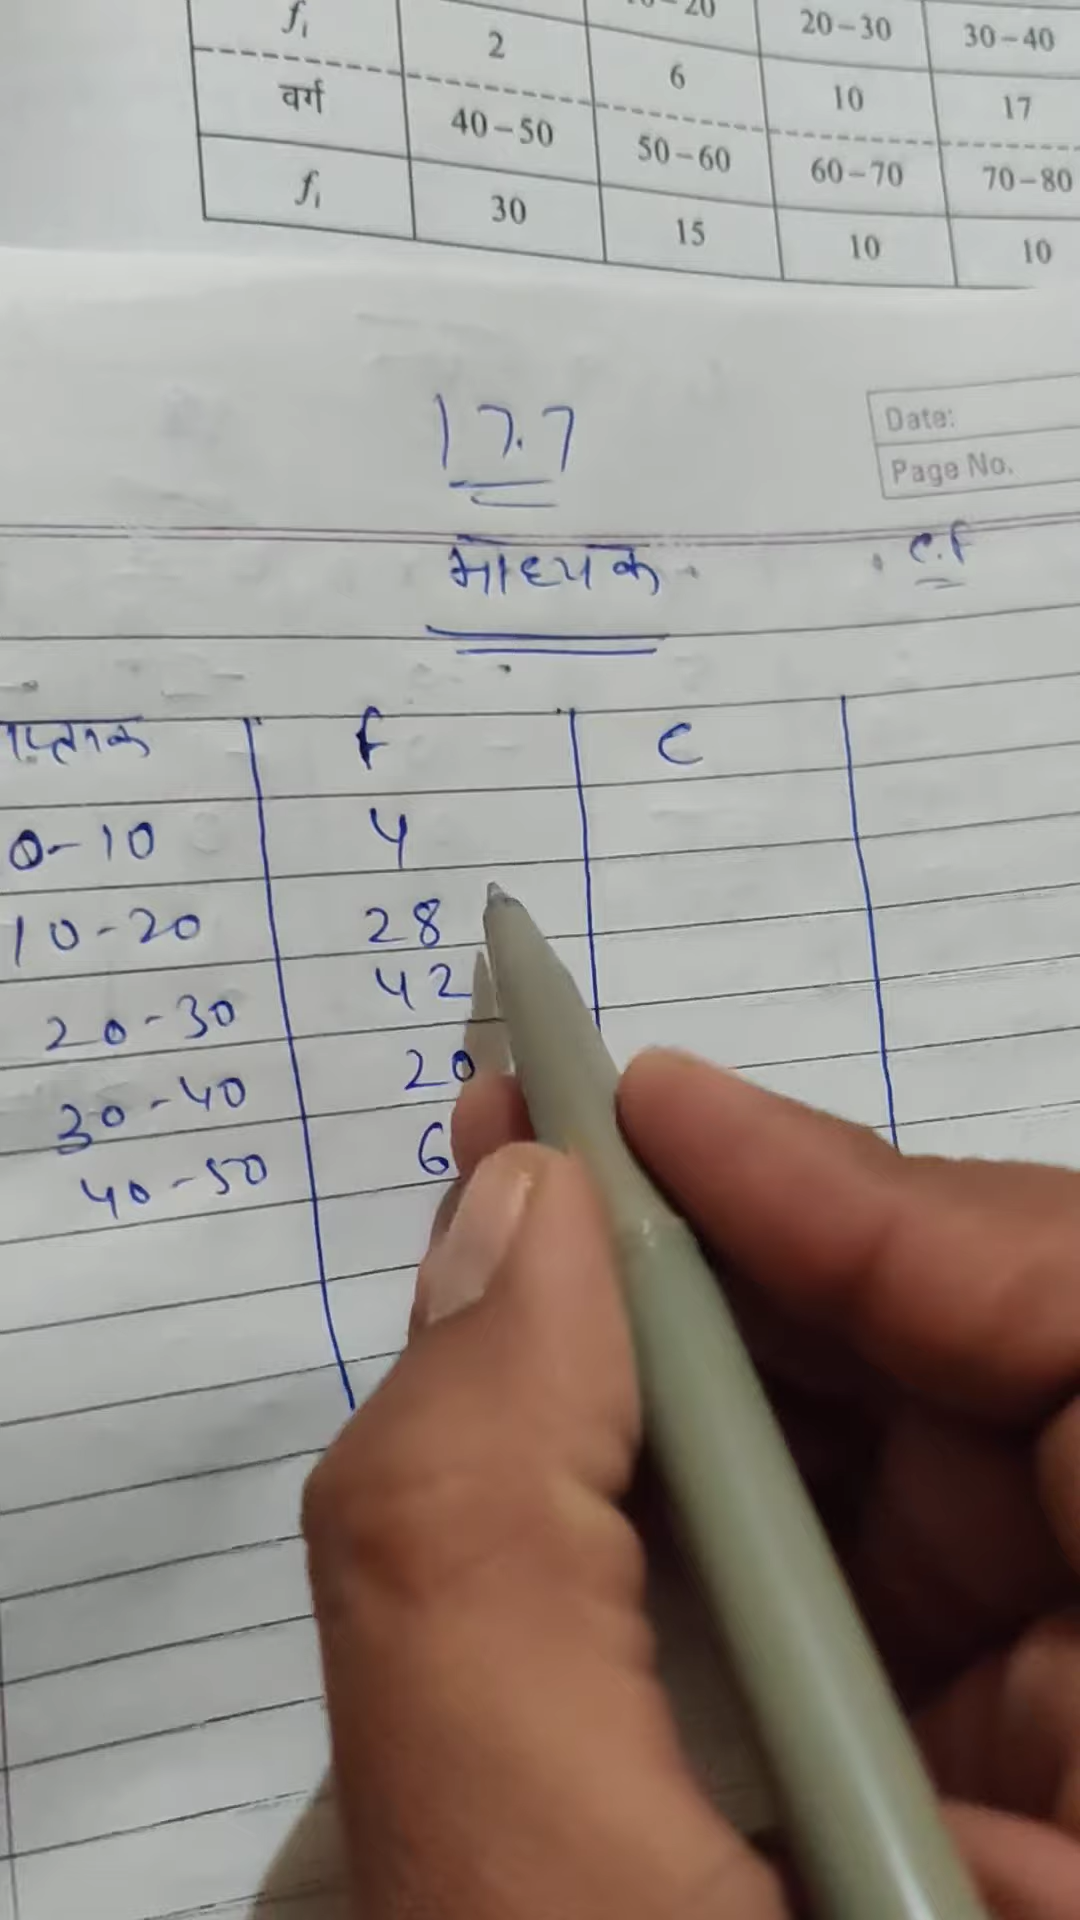 fi 2 6 10 17
10-20 20-30 30-40
वर्ग 40-50 50-60 60-70 70-80
fi 30 15 10 10
17.7
Date:
Page No.
माध्यक
c.f
प्राप्तांक f c
0-10 4
10-20 28
20-30 42
30-40 20
40-50 6